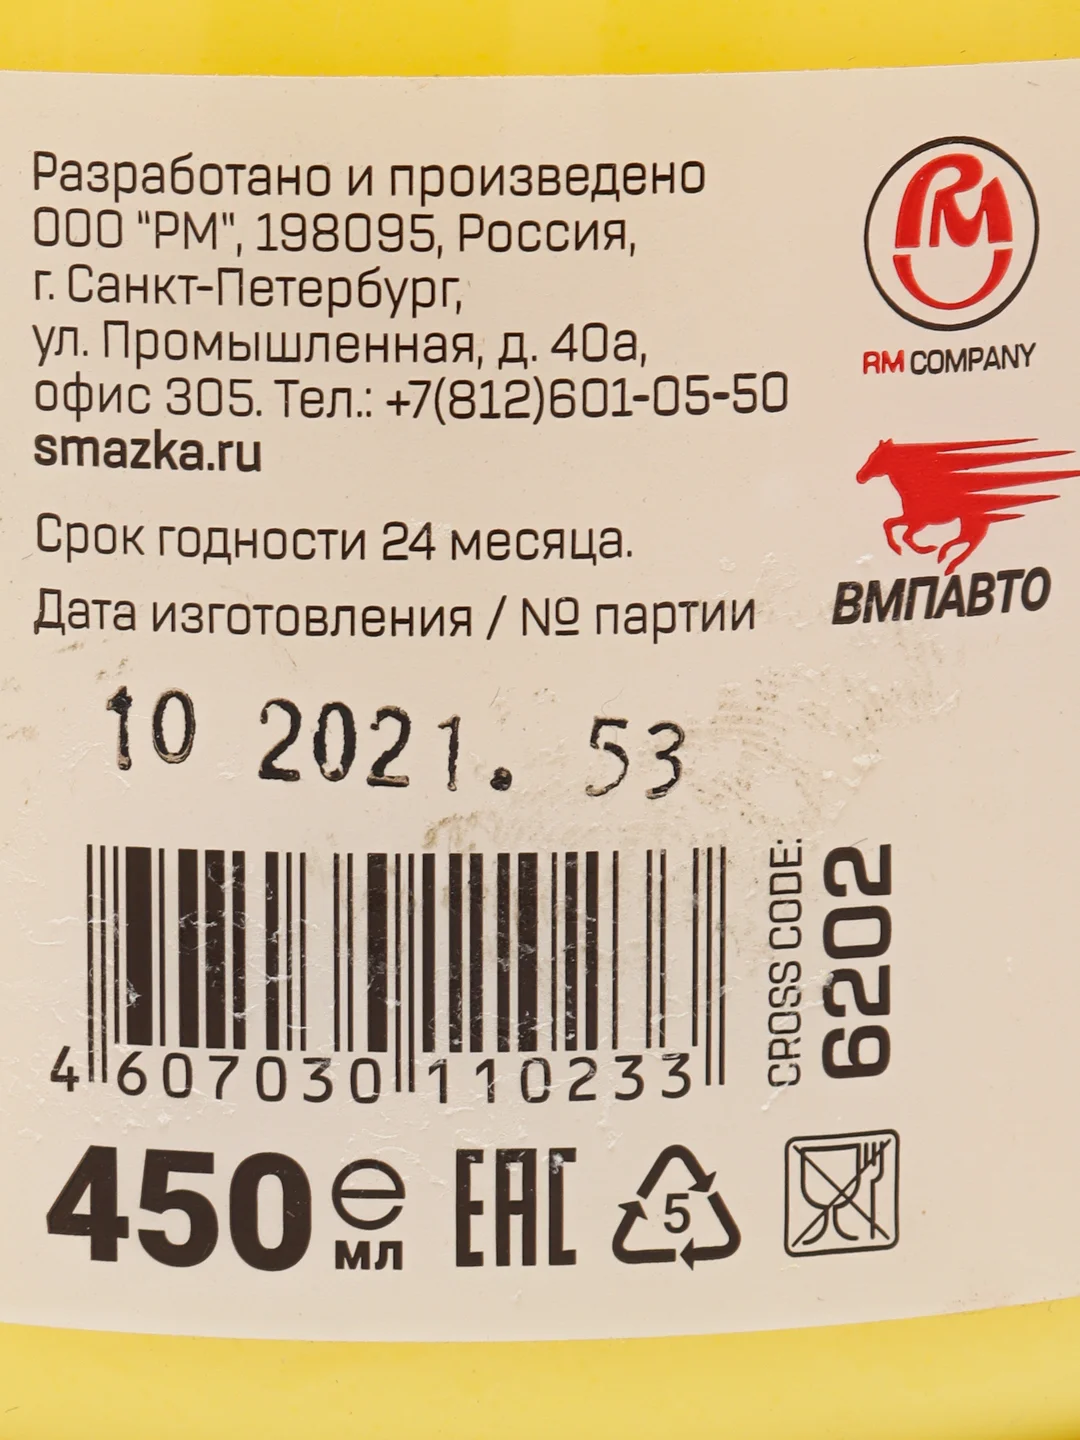 Разработано и произведено
ООО "РМ", 198095, Россия,
г. Санкт-Петербург,
ул. Промышленная, д. 40а,
офис 305. Тел.: +7(812)601-05-50
smazka.ru
RM
RM COMPANY
Срок годности 24 месяца.
Дата изготовления / № партии
ВМПАВТО
10 2021. 53
4 607030 110233
CROSS CODE:
6202
450 е
мл
EAC
5